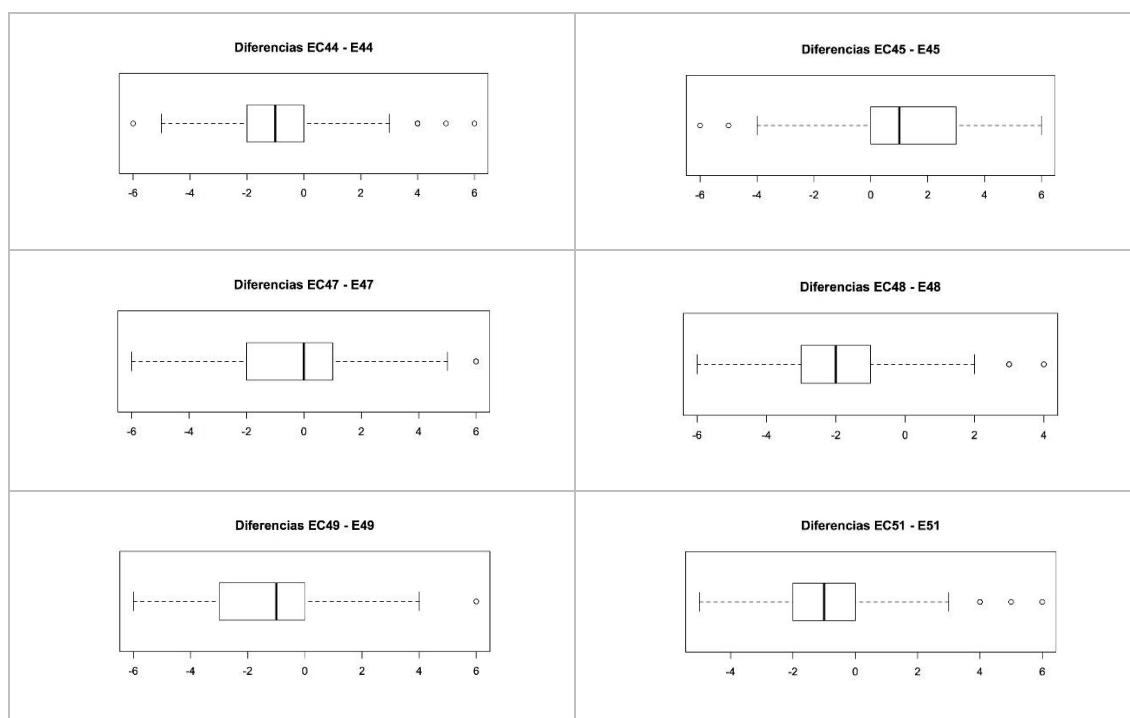 Diferencias EC44 - E44
-6 -4 -2 0 2 4 6
Diferencias EC45 - E45
-6 -4 -2 0 2 4 6
Diferencias EC47 - E47
-6 -4 -2 0 2 4 6
Diferencias EC48 - E48
-6 -4 -2 0 2 4
Diferencias EC49 - E49
-6 -4 -2 0 2 4 6
Diferencias EC51 - E51
-4 -2 0 2 4 6